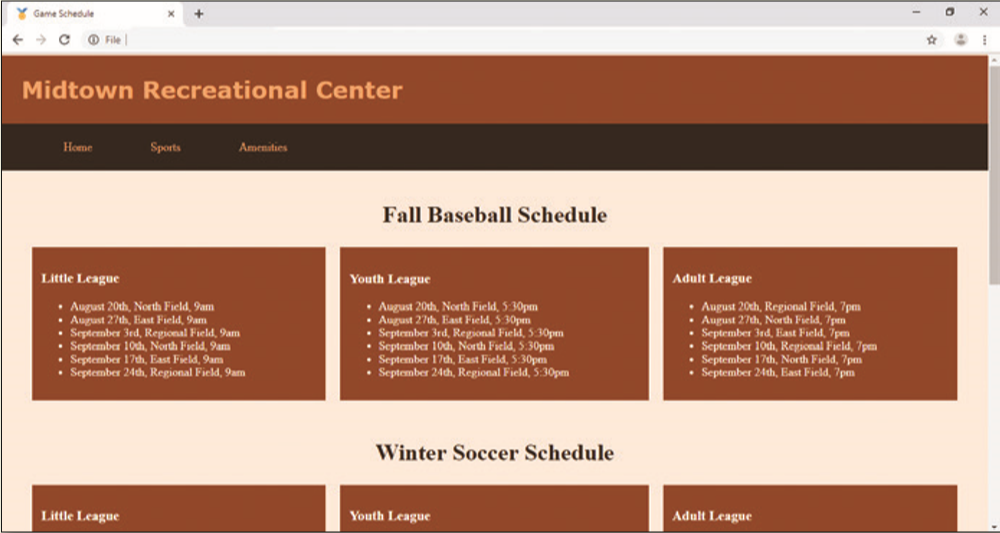 Game Schedule
File
Midtown Recreational Center
Home Sports Amenities
Fall Baseball Schedule
Little League
• August 20th, North Field, 9am
• August 27th, East Field, 9am
• September 3rd, Regional Field, 9am
• September 10th, North Field, 9am
• September 17th, East Field, 9am
• September 24th, Regional Field, 9am
Youth League
• August 20th, North Field, 5:30pm
• August 27th, East Field, 5:30pm
• September 3rd, Regional Field, 5:30pm
• September 10th, North Field, 5:30pm
• September 17th, East Field, 5:30pm
• September 24th, Regional Field, 5:30pm
Adult League
• August 20th, Regional Field, 7pm
• August 27th, North Field, 7pm
• September 3rd, East Field, 7pm
• September 10th, Regional Field, 7pm
• September 17th, North Field, 7pm
• September 24th, East Field, 7pm
Winter Soccer Schedule
Little League
Youth League
Adult League